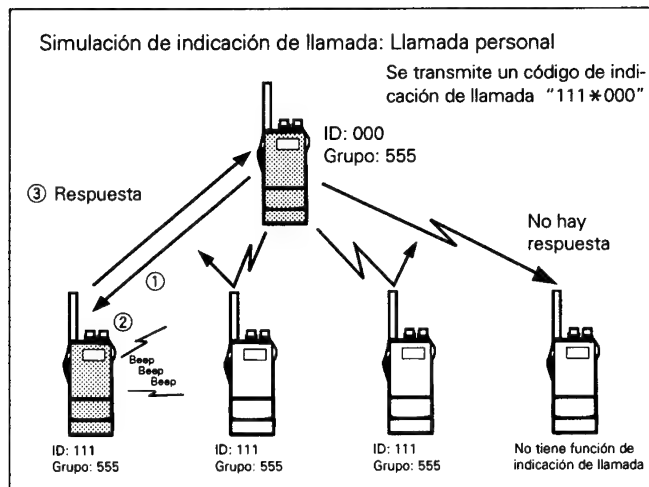 Simulación de indicación de llamada: Llamada personal
Se transmite un código de indi-
cación de llamada "111＊000"
ID: 000
Grupo: 555
③ Respuesta
No hay
respuesta
①
②
Beep
Beep
Beep
ID: 111
Grupo: 555
ID: 111
Grupo: 555
ID: 111
Grupo: 555
No tiene función de
indicación de llamada